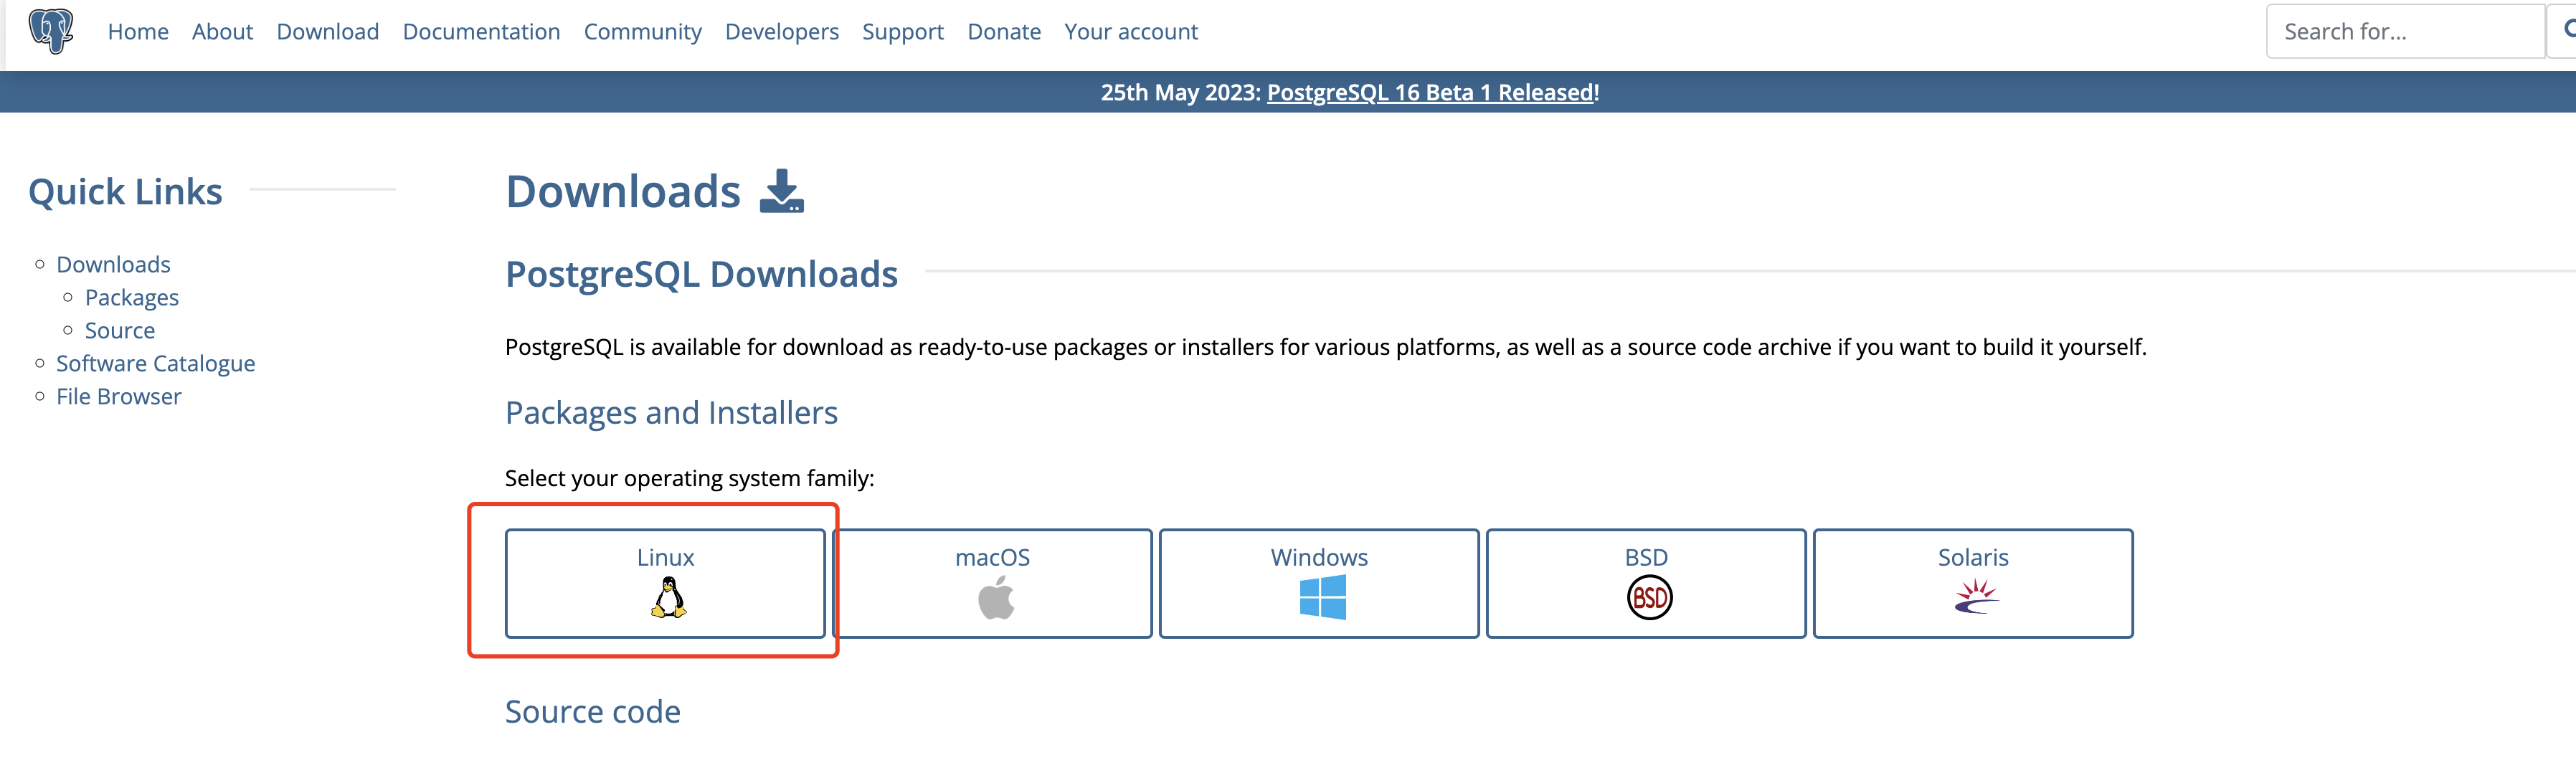 Home About Download Documentation Community Developers Support Donate Your account
Search for...
25th May 2023: PostgreSQL 16 Beta 1 Released!
Quick Links
Downloads
Packages
Source
Software Catalogue
File Browser
Downloads
PostgreSQL Downloads
PostgreSQL is available for download as ready-to-use packages or installers for various platforms, as well as a source code archive if you want to build it yourself.
Packages and Installers
Select your operating system family:
Linux macOS Windows BSD Solaris
BSD
Source code